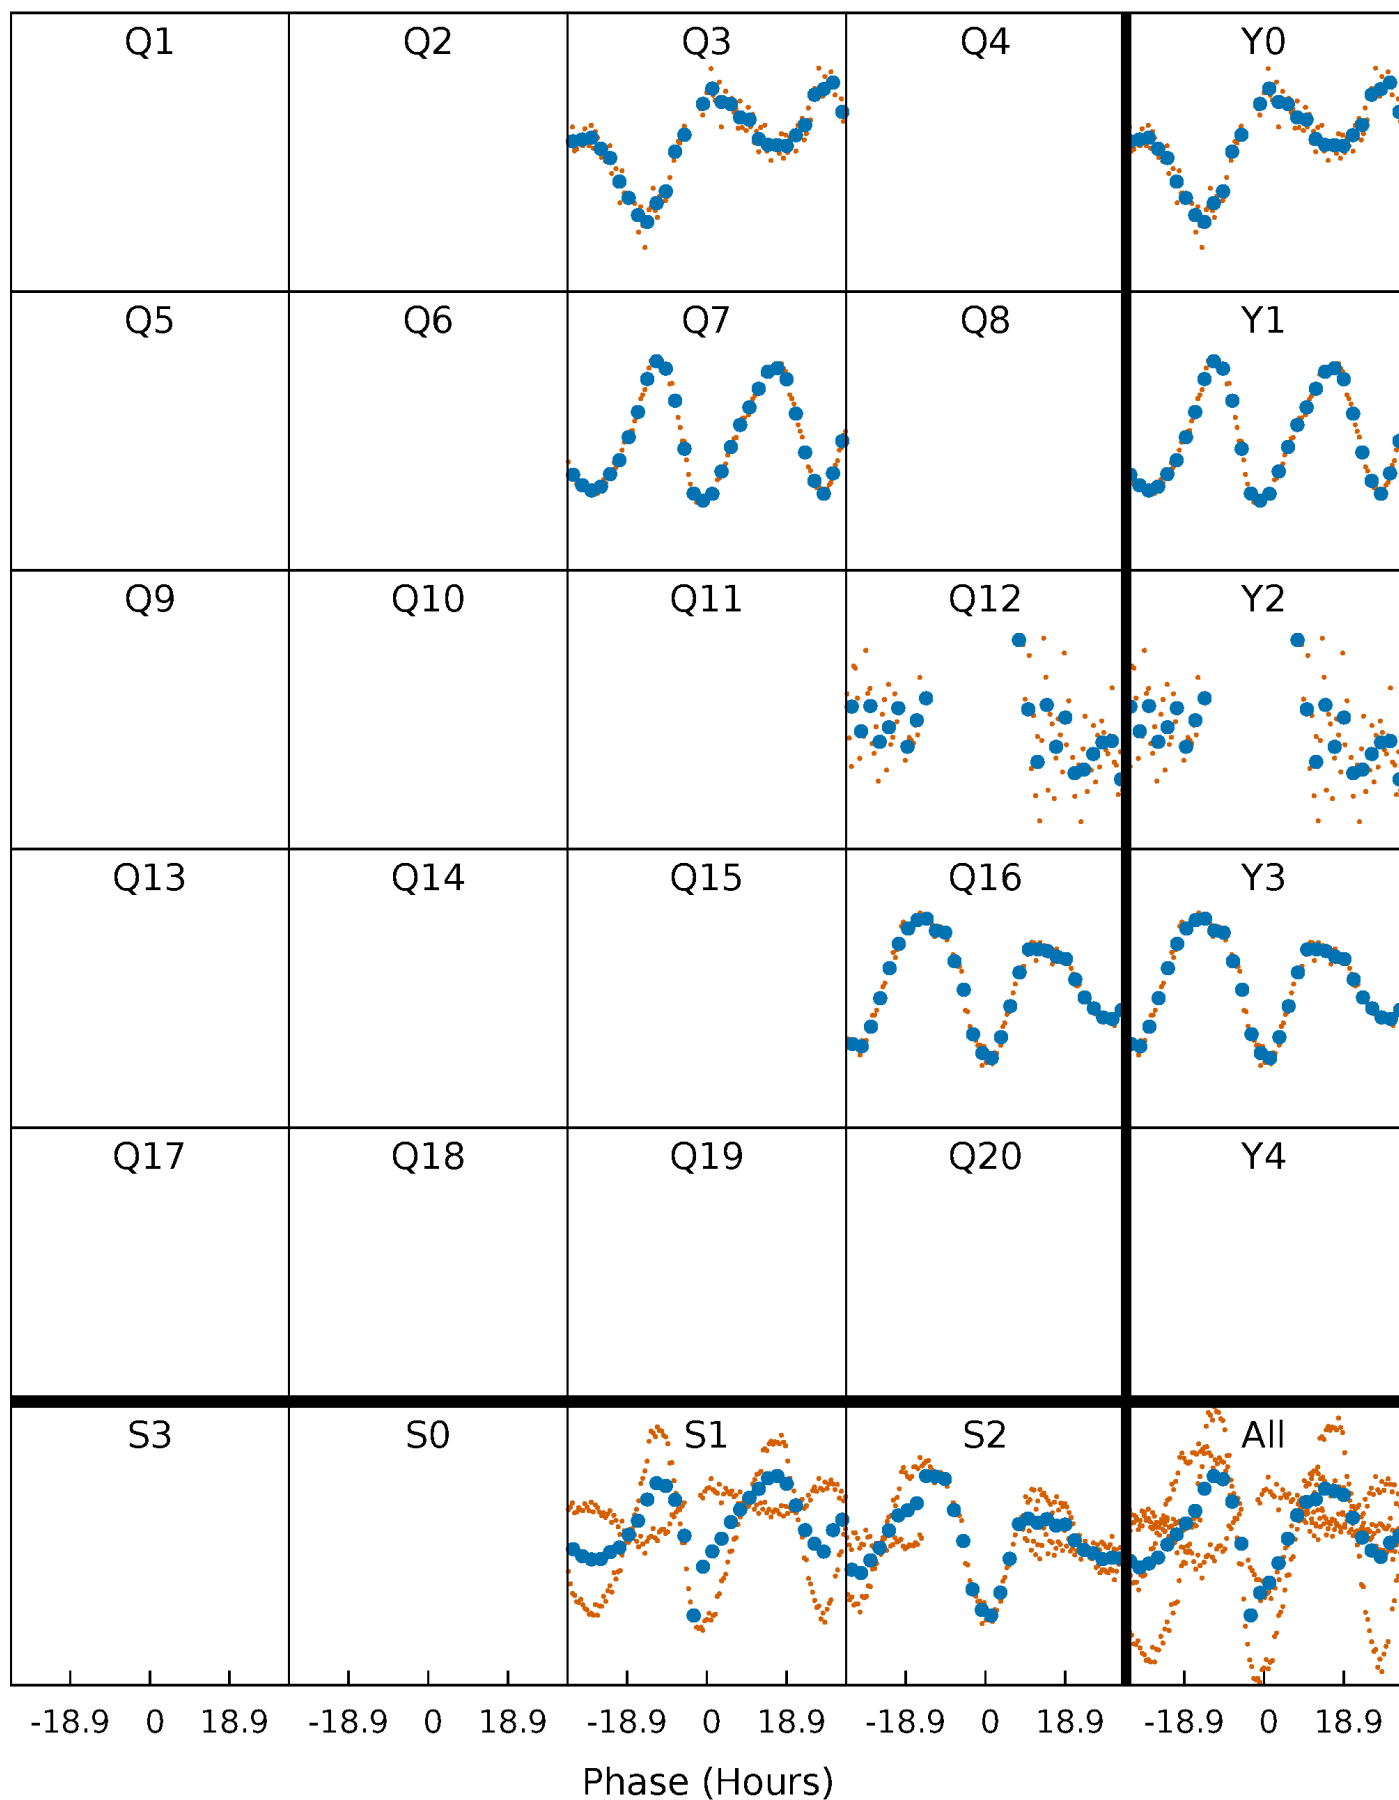 Q1 Q2 Q3 Q4 Y0
Q5 Q6 Q7 Q8 Y1
Q9 Q10 Q11 Q12 Y2
Q13 Q14 Q15 Q16 Y3
Q17 Q18 Q19 Q20 Y4
S3 S0 S1 S2 All
-18.9 0 18.9 -18.9 0 18.9 -18.9 0 18.9 -18.9 0 18.9 -18.9 0 18.9
Phase (Hours)